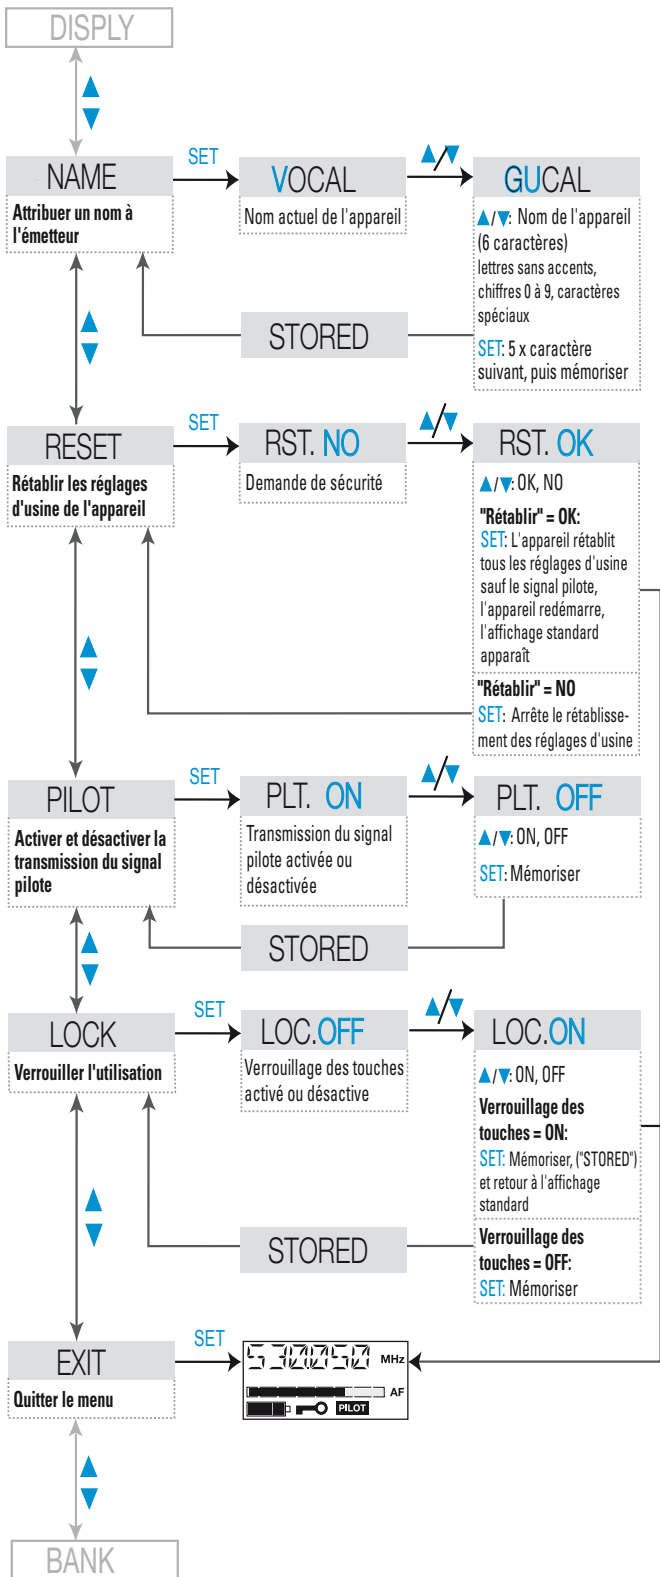 DISPLY
NAME
Attribuer un nom à
l'émetteur
SET
VOCAL
Nom actuel de l'appareil
▲/▼
GUCAL
▲/▼: Nom de l'appareil
(6 caractères)
lettres sans accents,
chiffres 0 à 9, caractères
spéciaux
SET: 5 x caractère
suivant, puis mémoriser
STORED
RESET
Rétablir les réglages
d'usine de l'appareil
SET
RST. NO
Demande de sécurité
▲/▼
RST. OK
▲/▼: OK, NO
"Rétablir" = OK:
SET: L'appareil rétablit
tous les réglages d'usine
sauf le signal pilote,
l'appareil redémarre,
l'affichage standard
apparaît
"Rétablir" = NO
SET: Arrête le rétablisse-
ment des réglages d'usine
PILOT
Activer et désactiver la
transmission du signal
pilote
SET
PLT. ON
Transmission du signal
pilote activée ou
désactivée
▲/▼
PLT. OFF
▲/▼: ON, OFF
SET: Mémoriser
STORED
LOCK
Verrouiller l'utilisation
SET
LOC.OFF
Verrouillage des touches
activé ou désactive
▲/▼
LOC.ON
▲/▼: ON, OFF
Verrouillage des
touches = ON:
SET: Mémoriser, ("STORED")
et retour à l'affichage
standard
Verrouillage des
touches = OFF:
SET: Mémoriser
STORED
EXIT
Quitter le menu
SET
530.050 MHz
AF
PILOT
BANK